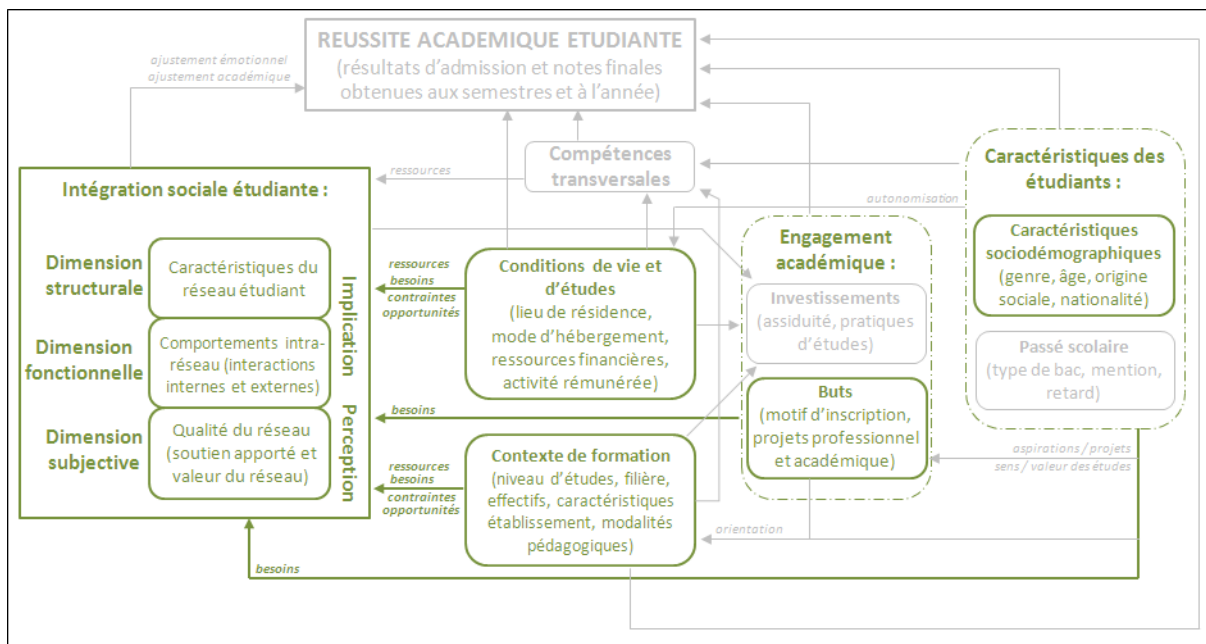 REUSSITE ACADEMIQUE ETUDIANTE
(résultats d'admission et notes finales
obtenues aux semestres et à l'année)
ajustement émotionnel
ajustement académique
Compétences
transversales
ressources
Intégration sociale étudiante :
Dimension
structurale
Caractéristiques du
réseau étudiant
Dimension
fonctionnelle
Comportements intra-
réseau (interactions
internes et externes)
Dimension
subjective
Qualité du réseau
(soutien apporté et
valeur du réseau)
Implication
Perception
ressources
besoins
contraintes
opportunités
Conditions de vie et
d'études
(lieu de résidence,
mode d'hébergement,
ressources financières,
activité rémunérée)
besoins
ressources
besoins
contraintes
opportunités
Contexte de formation
(niveau d'études, filière,
effectifs, caractéristiques
établissement, modalités
pédagogiques)
Engagement
académique :
Investissements
(assiduité, pratiques
d'études)
Buts
(motif d'inscription,
projets professionnel
et académique)
autonomisation
Caractéristiques des
étudiants :
Caractéristiques
sociodémographiques
(genre, âge, origine
sociale, nationalité)
Passé scolaire
(type de bac, mention,
retard)
aspirations / projets
sens / valeur des études
orientation
besoins